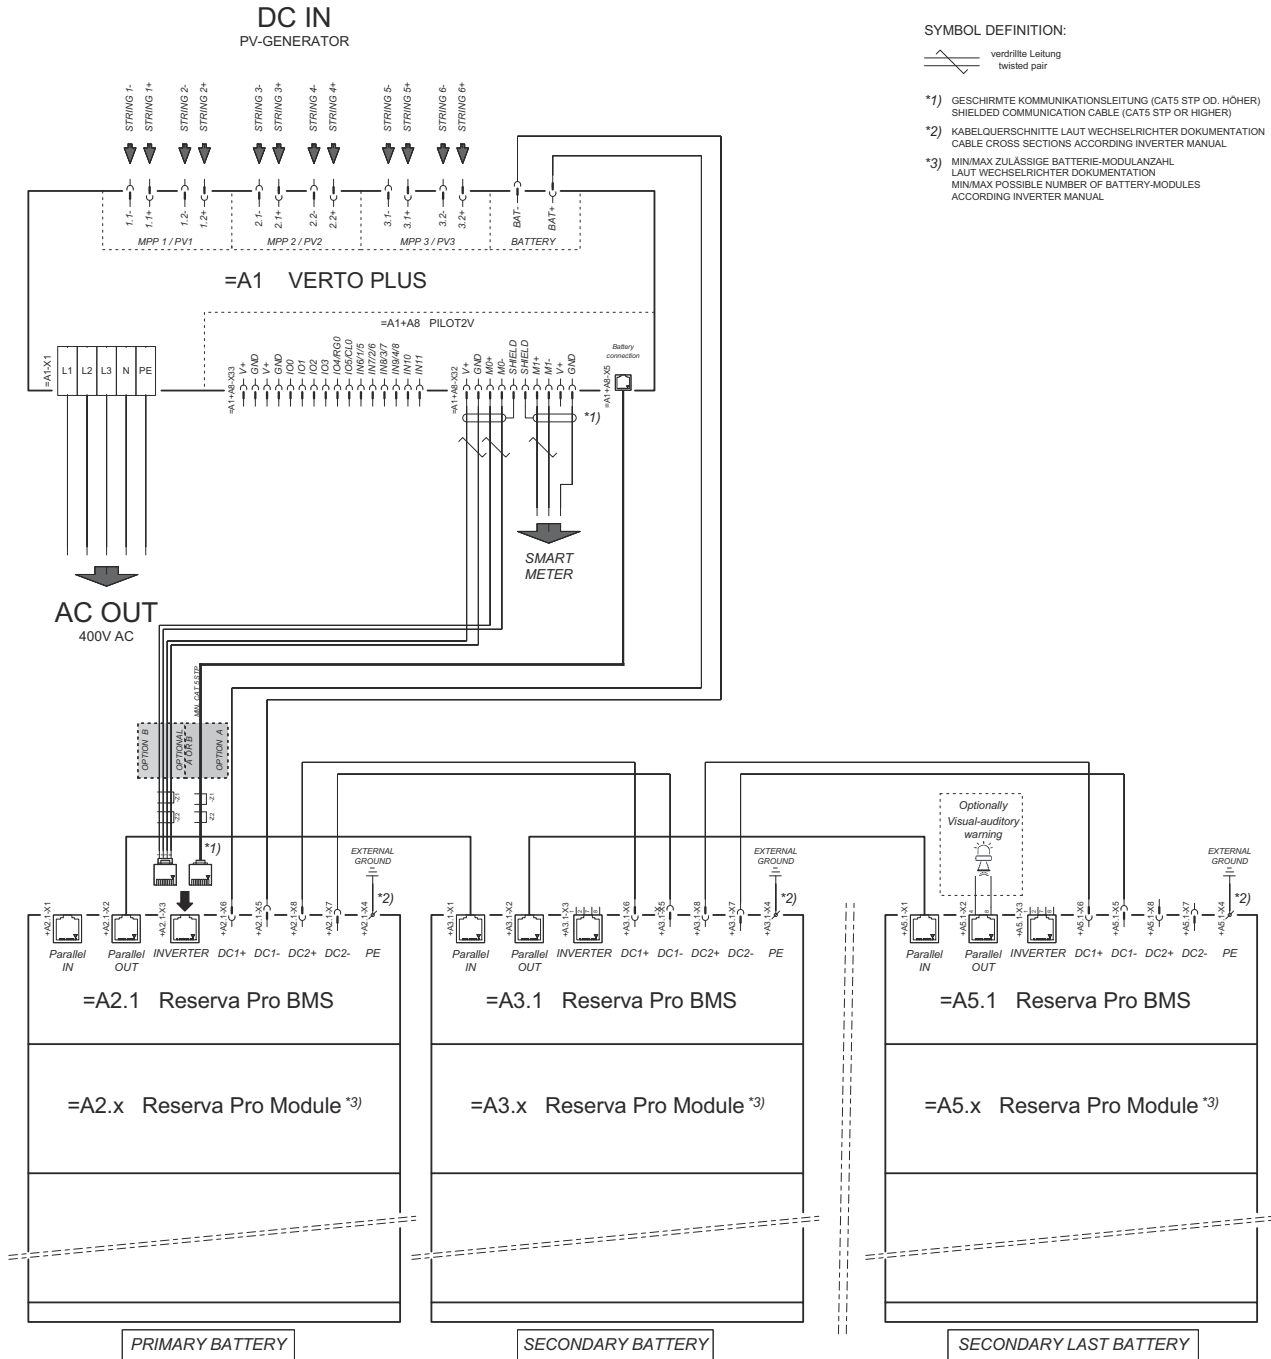 DC IN
PV-GENERATOR
SYMBOL DEFINITION:
verdrillte Leitung
twisted pair
*1) GESCHIRMTE KOMMUNIKATIONSLEITUNG (CAT5 STP OD. HÖHER)
SHIELDED COMMUNICATION CABLE (CAT5 STP OR HIGHER)
*2) KABELQUERSCHNITTE LAUT WECHSELRICHTER DOKUMENTATION
CABLE CROSS SECTIONS ACCORDING INVERTER MANUAL
*3) MIN/MAX ZULÄSSIGE BATTERIE-MODULANZAHL
LAUT WECHSELRICHTER DOKUMENTATION
MIN/MAX POSSIBLE NUMBER OF BATTERY-MODULES
ACCORDING INVERTER MANUAL
STRING 1-
STRING 1+
STRING 2-
STRING 2+
STRING 3-
STRING 3+
STRING 4-
STRING 4+
STRING 5-
STRING 5+
STRING 6-
STRING 6+
1.1-
1.1+
1.2-
1.2+
2.1-
2.1+
2.2-
2.2+
3.1-
3.1+
3.2-
3.2+
BAT-
BAT+
MPP 1 / PV1
MPP 2 / PV2
MPP 3 / PV3
BATTERY
=A1 VERTO PLUS
=A1+A8 PILOT2V
=A1-X1
L1
L2
L3
N
PE
=A1+A8-X33
V+
GND
V+
GND
IO0
IO1
IO2
IO3
IO4/RG0
IO5/CL0
IN6/1/5
IN7/2/6
IN8/3/7
IN9/4/8
IN10
IN11
=A1+A8-X32
V+
GND
M0+
M0-
SHIELD
SHIELD
M1+
M1-
V+
GND
Battery
connection
=A1+A8-X5
*1)
SMART
METER
AC OUT
400V AC
MIN. CAT.5 STP
OPTION B
OPTIONAL
A OR B
OPTION A
-Z1
-Z2
-Z1
-Z2
*1)
EXTERNAL
GROUND
*2)
EXTERNAL
GROUND
*2)
Optionally
Visual-auditory
warning
EXTERNAL
GROUND
*2)
+A2.1-X1
+A2.1-X2
+A2.1-X3
+A2.1-X6
+A2.1-X5
+A2.1-X8
+A2.1-X7
+A2.1-X4
Parallel
IN
Parallel
OUT
INVERTER
DC1+
DC1-
DC2+
DC2-
PE
+A3.1-X1
+A3.1-X2
+A3.1-X3
+A3.1-X6
+A3.1-X5
+A3.1-X8
+A3.1-X7
+A3.1-X4
Parallel
IN
Parallel
OUT
INVERTER
DC1+
DC1-
DC2+
DC2-
PE
+A5.1-X1
+A5.1-X2
+A5.1-X3
+A5.1-X6
+A5.1-X5
+A5.1-X8
+A5.1-X7
+A5.1-X4
Parallel
IN
Parallel
OUT
INVERTER
DC1+
DC1-
DC2+
DC2-
PE
=A2.1 Reserva Pro BMS
=A3.1 Reserva Pro BMS
=A5.1 Reserva Pro BMS
=A2.x Reserva Pro Module *3)
=A3.x Reserva Pro Module *3)
=A5.x Reserva Pro Module *3)
PRIMARY BATTERY
SECONDARY BATTERY
SECONDARY LAST BATTERY